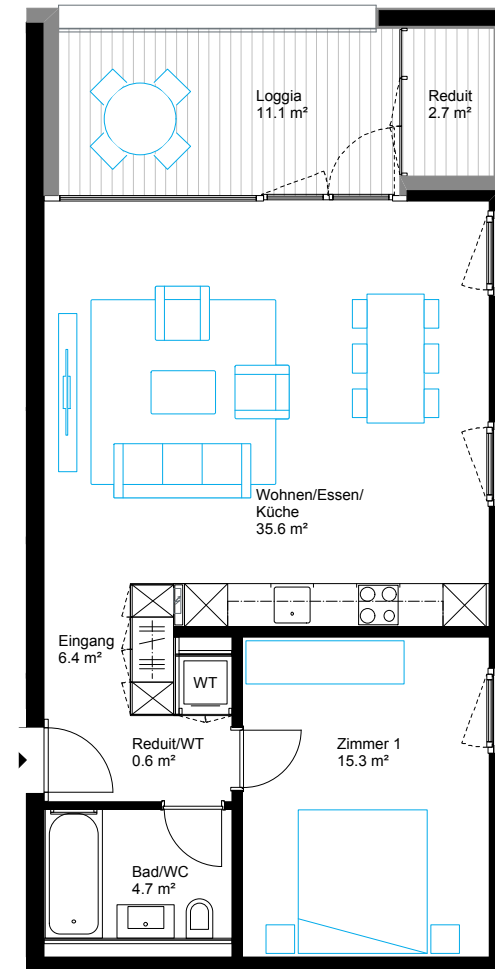 Loggia
11.1 m²
Reduit
2.7 m²
Wohnen/Essen/
Küche
35.6 m²
Eingang
6.4 m²
WT
Reduit/WT
0.6 m²
Zimmer 1
15.3 m²
Bad/WC
4.7 m²